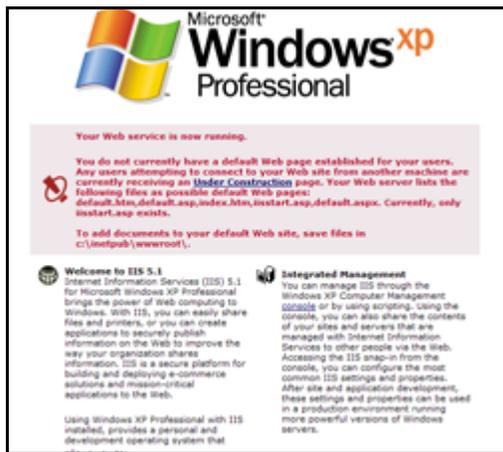 Microsoft
Windows xp
Professional
Your Web service is now running.
You do not currently have a default Web page established for your users.
Any users attempting to connect to your Web site from another machine are
currently receiving an Under Construction page. Your Web server lists the
following files as possible default Web pages:
default.htm,default.asp,index.htm,iisstart.asp,default.aspx. Currently, only
iisstart.asp exists.
To add documents to your default Web site, save files in
c:\inetpub\wwwroot\.
Welcome to IIS 5.1
Internet Information Services (IIS) 5.1
for Microsoft Windows XP Professional
brings the power of Web computing to
Windows. With IIS, you can easily share
files and printers, or you can create
applications to securely publish
information on the Web to improve the
way your organization shares
information. IIS is a secure platform for
building and deploying e-commerce
solutions and mission-critical
applications to the Web.
Using Windows XP Professional with IIS
installed, provides a personal and
development operating system that
Integrated Management
You can manage IIS through the
Windows XP Computer Management
console or by using scripting. Using the
console, you can also share the contents
of your sites and servers that are
managed with Internet Information
Services to other people via the Web.
Accessing the IIS snap-in from the
console, you can configure the most
common IIS settings and properties.
After site and application development,
these settings and properties can be used
in a production environment running
more powerful versions of Windows
servers.